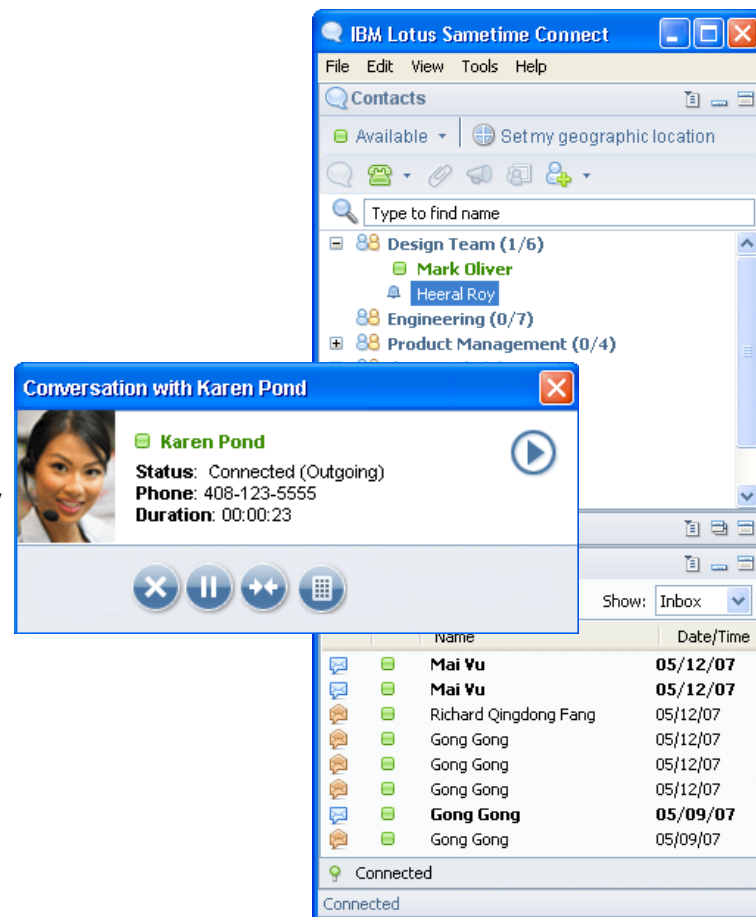 IBM Lotus Sametime Connect
File Edit View Tools Help
Contacts
Available Set my geographic location
Type to find name
Design Team (1/6)
Mark Oliver
Heeral Roy
Engineering (0/7)
Product Management (0/4)
Conversation with Karen Pond
Karen Pond
Status: Connected (Outgoing)
Phone: 408-123-5555
Duration: 00:00:23
Show: Inbox
Name Date/Time
Mai Vu 05/12/07
Mai Vu 05/12/07
Richard Qingdong Fang 05/12/07
Gong Gong 05/12/07
Gong Gong 05/12/07
Gong Gong 05/12/07
Gong Gong 05/09/07
Gong Gong 05/09/07
Connected
Connected